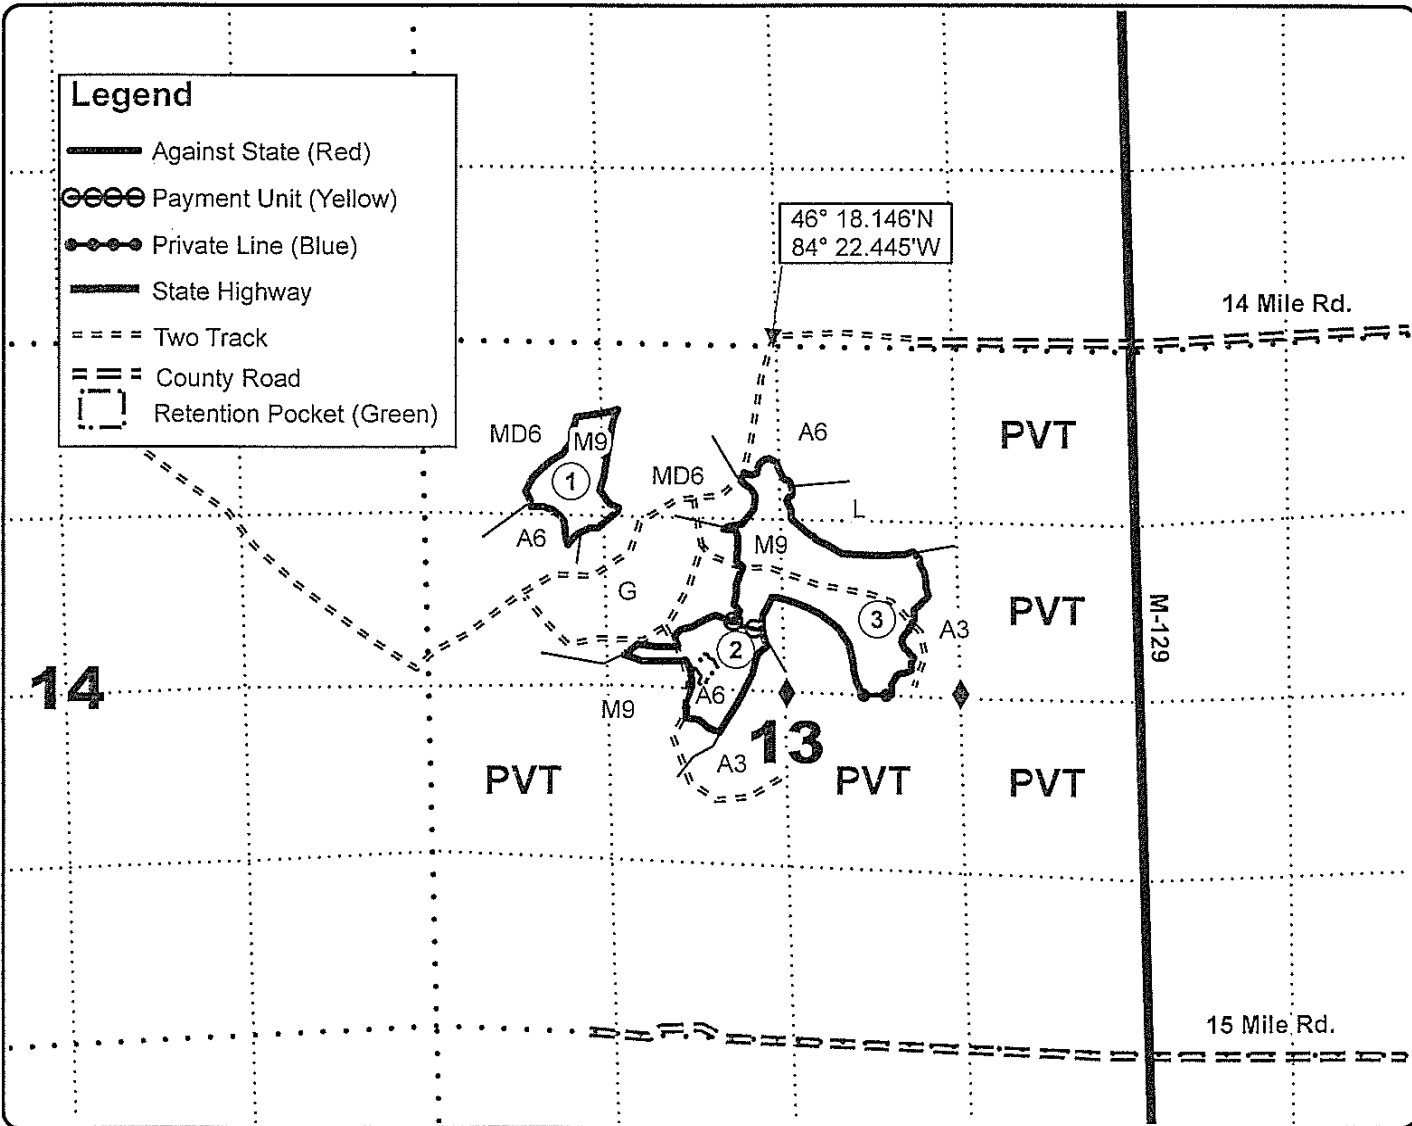 Legend
Against State (Red)
Payment Unit (Yellow)
Private Line (Blue)
State Highway
Two Track
County Road
Retention Pocket (Green)
46° 18.146'N
84° 22.445'W
14 Mile Rd.
MD6
M9
A6
PVT
1
MD6
L
A6
M9
G
3
PVT
M-129
A3
2
14
A6
M9
13
A3
PVT
PVT
PVT
15 Mile Rd.